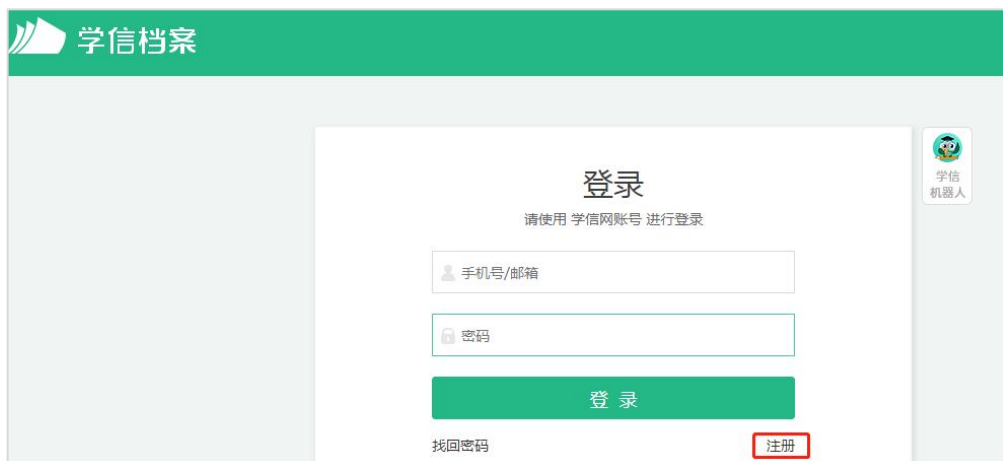 学信档案
登录
请使用 学信网账号 进行登录
手机号/邮箱
密码
登 录
找回密码 注册
学信
机器人